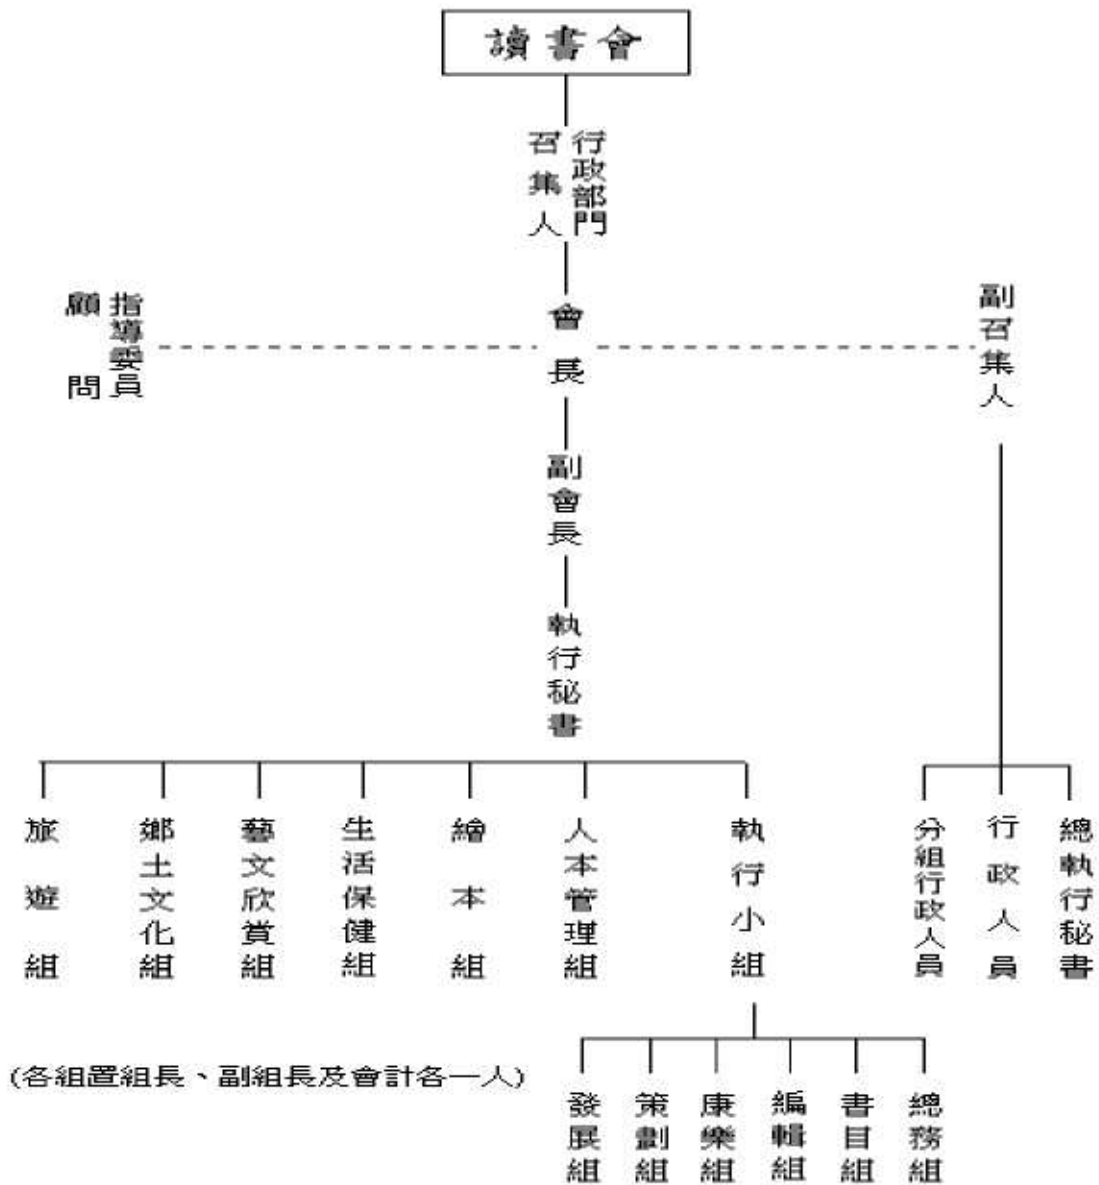 讀書會
行政部門
召集人
指導委員
顧問
會長
副召集人
副會長
執行秘書
旅遊組
鄉土文化組
藝文欣賞組
生活保健組
繪本組
人本管理組
執行小組
分組行政人員
行政人員
總執行秘書
(各組置組長、副組長及會計各一人)
發展組
策劃組
康樂組
編輯組
書目組
總務組